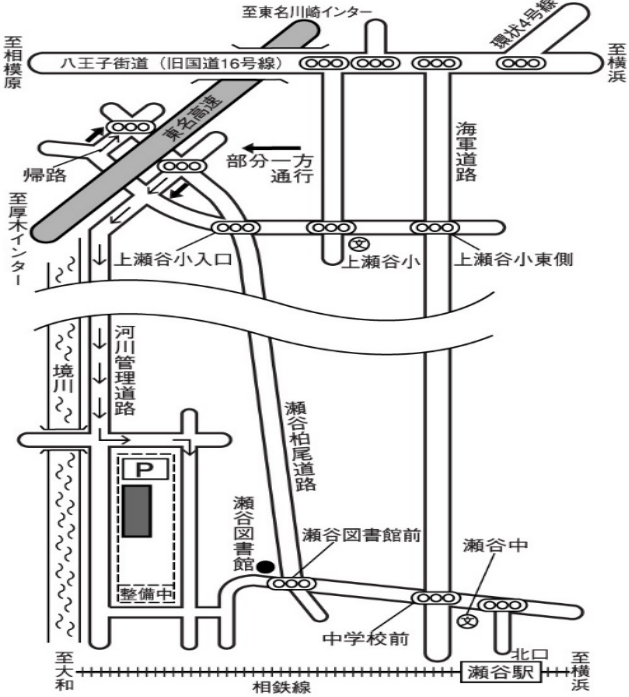 至東名川崎インター
環状4号線
至相模原
八王子街道（旧国道16号線）
至横浜
東名高速
海軍道路
帰路
部分一方
通行
至厚木インター
上瀬谷小入口
文
上瀬谷小
上瀬谷小東側
河川管理道路
境川
瀬谷柏尾道路
P
瀬谷図書館
瀬谷図書館前
瀬谷中
整備中
文
中学校前
北口
至大和
相鉄線
瀬谷駅
至横浜